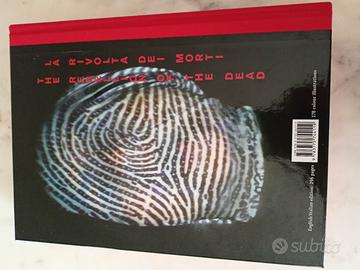 LA RIVOLTA DEI MORTI
THE REBELLION OF THE DEAD
English/Italian edition / 296 pages / 178 colour illustrations
subito